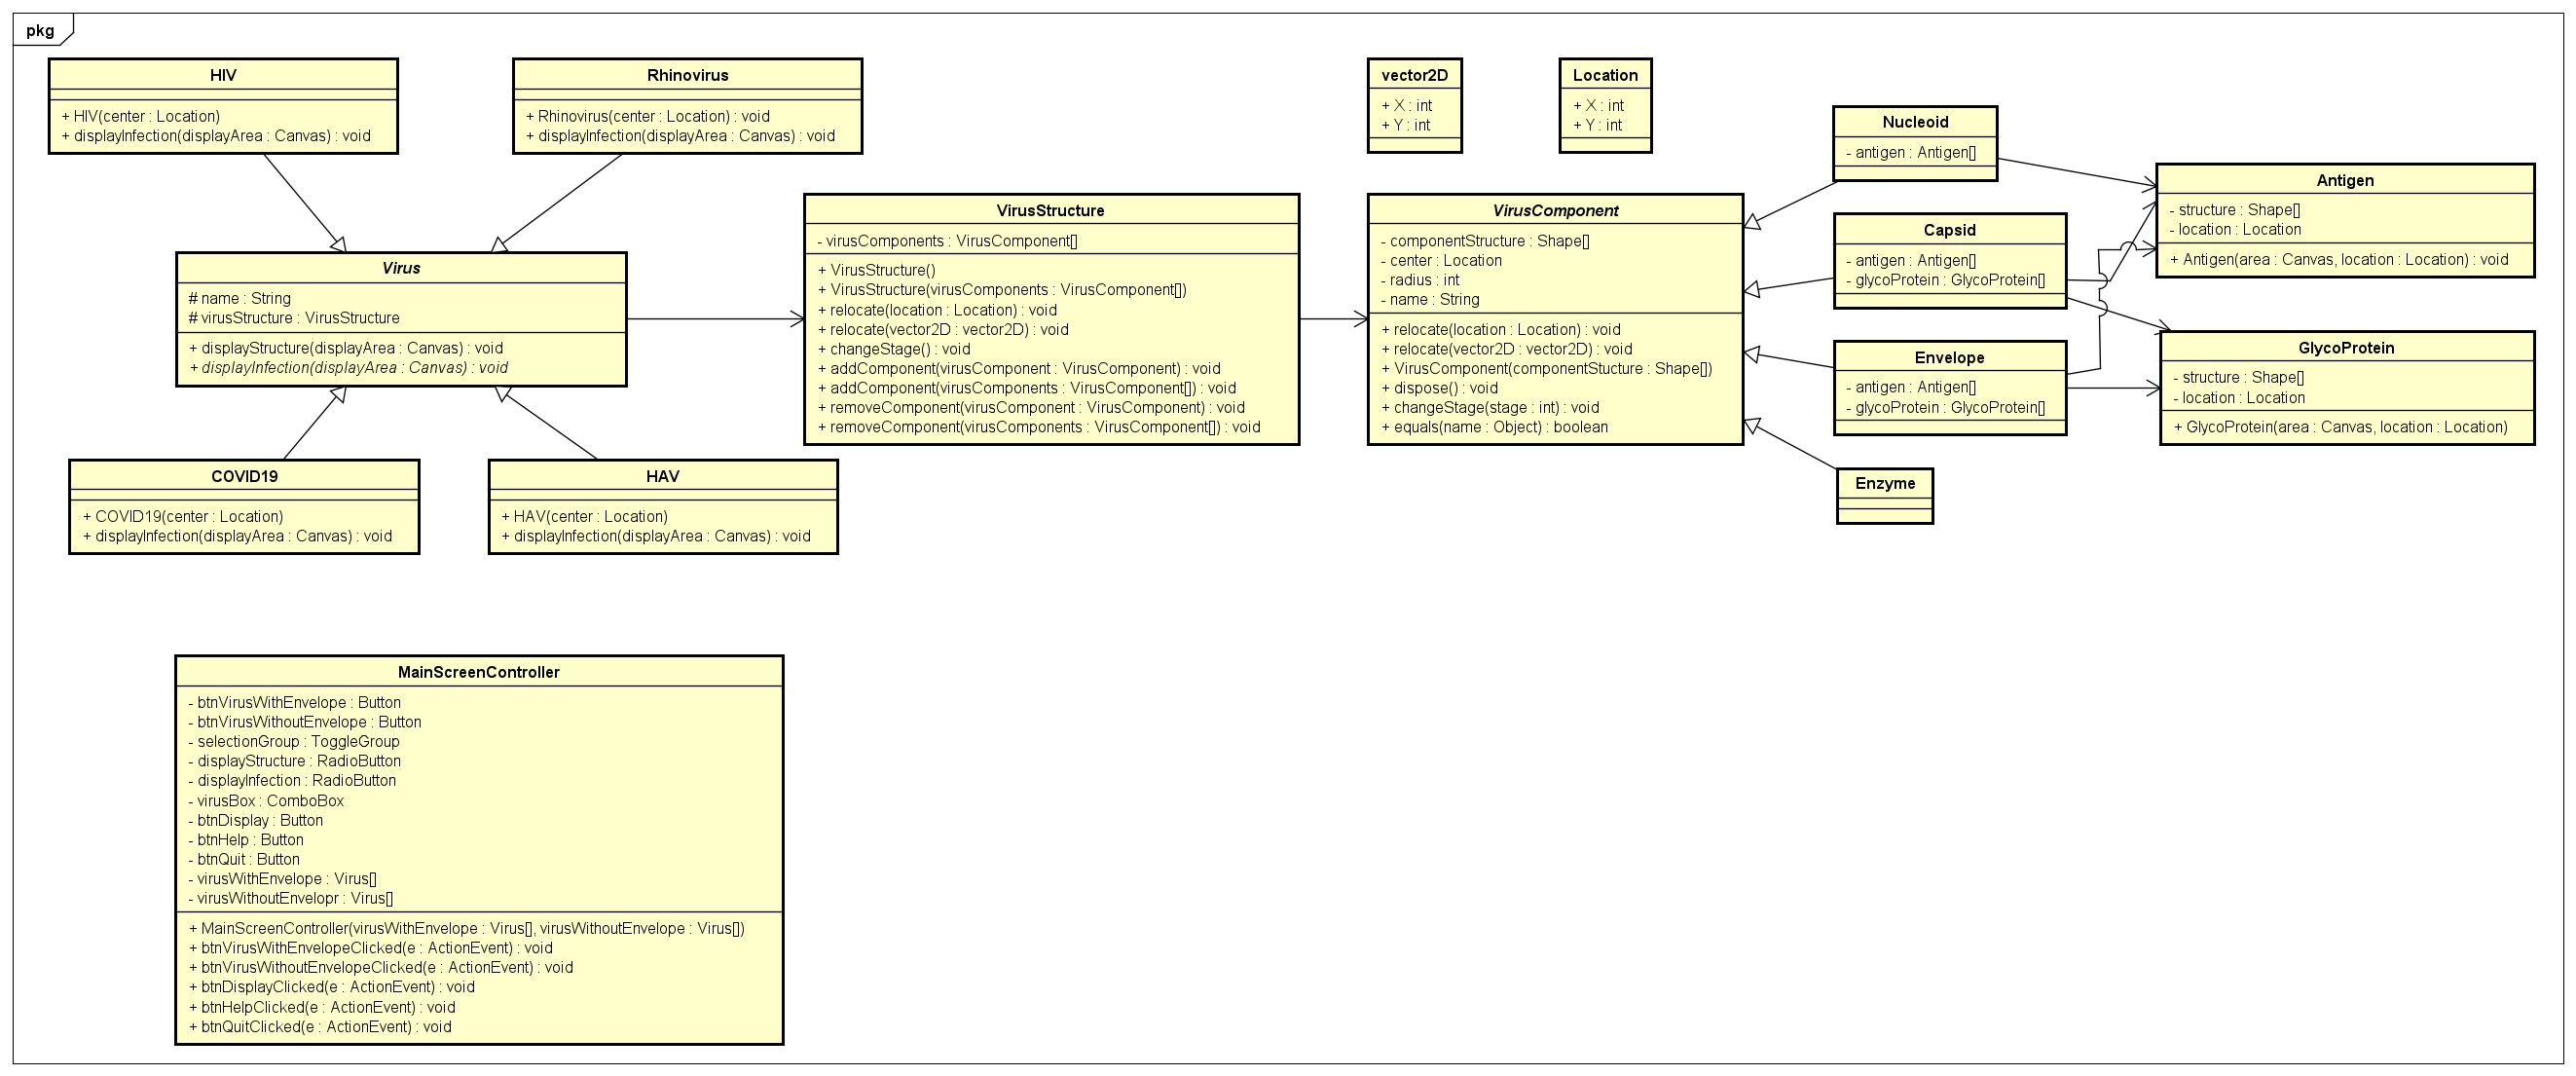 pkg
HIV
+ HIV(center : Location)
+ displayInfection(displayArea : Canvas) : void
Rhinovirus
+ Rhinovirus(center : Location) : void
+ displayInfection(displayArea : Canvas) : void
Virus
# name : String
# virusStructure : VirusStructure
+ displayStructure(displayArea : Canvas) : void
+ displayInfection(displayArea : Canvas) : void
COVID19
+ COVID19(center : Location)
+ displayInfection(displayArea : Canvas) : void
HAV
+ HAV(center : Location)
+ displayInfection(displayArea : Canvas) : void
VirusStructure
- virusComponents : VirusComponent[]
+ VirusStructure()
+ VirusStructure(virusComponents : VirusComponent[])
+ relocate(location : Location) : void
+ relocate(vector2D : vector2D) : void
+ changeStage() : void
+ addComponent(virusComponent : VirusComponent) : void
+ addComponent(virusComponents : VirusComponent[]) : void
+ removeComponent(virusComponent : VirusComponent) : void
+ removeComponent(virusComponents : VirusComponent[]) : void
vector2D
+ X : int
+ Y : int
Location
+ X : int
+ Y : int
VirusComponent
- componentStructure : Shape[]
- center : Location
- radius : int
- name : String
+ relocate(location : Location) : void
+ relocate(vector2D : vector2D) : void
+ VirusComponent(componentStucture : Shape[])
+ dispose() : void
+ changeStage(stage : int) : void
+ equals(name : Object) : boolean
Nucleoid
- antigen : Antigen[]
Capsid
- antigen : Antigen[]
- glycoProtein : GlycoProtein[]
Envelope
- antigen : Antigen[]
- glycoProtein : GlycoProtein[]
Enzyme
Antigen
- structure : Shape[]
- location : Location
+ Antigen(area : Canvas, location : Location) : void
GlycoProtein
- structure : Shape[]
- location : Location
+ GlycoProtein(area : Canvas, location : Location)
MainScreenController
- btnVirusWithEnvelope : Button
- btnVirusWithoutEnvelope : Button
- selectionGroup : ToggleGroup
- displayStructure : RadioButton
- displayInfection : RadioButton
- virusBox : ComboBox
- btnDisplay : Button
- btnHelp : Button
- btnQuit : Button
- virusWithEnvelope : Virus[]
- virusWithoutEnvelopr : Virus[]
+ MainScreenController(virusWithEnvelope : Virus[], virusWithoutEnvelope : Virus[])
+ btnVirusWithEnvelopeClicked(e : ActionEvent) : void
+ btnVirusWithoutEnvelopeClicked(e : ActionEvent) : void
+ btnDisplayClicked(e : ActionEvent) : void
+ btnHelpClicked(e : ActionEvent) : void
+ btnQuitClicked(e : ActionEvent) : void